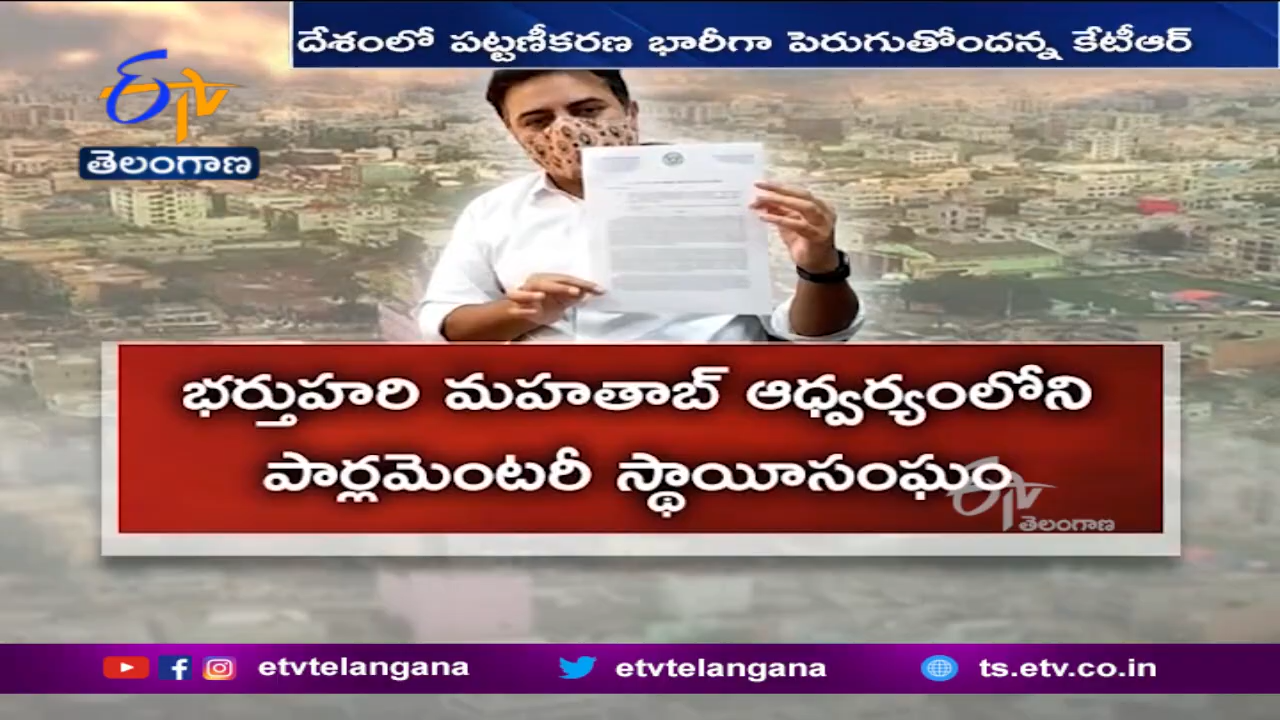 దేశంలో పట్టణీకరణ భారీగా పెరుగుతోందన్న కేటీఆర్
ETV
తెలంగాణ
భర్తుహరి మహతాబ్ ఆధ్వర్యంలోని
పార్లమెంటరీ స్థాయీసంఘం
ETV
తెలంగాణ
etvtelangana
etvtelangana
ts.etv.co.in